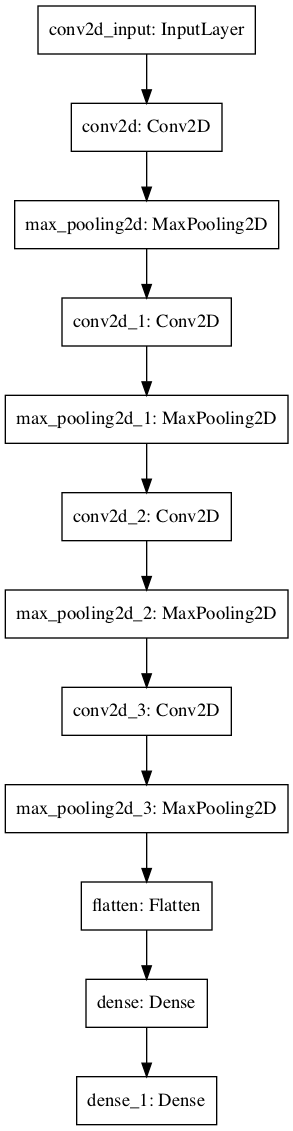 conv2d_input: InputLayer
conv2d: Conv2D
max_pooling2d: MaxPooling2D
conv2d_1: Conv2D
max_pooling2d_1: MaxPooling2D
conv2d_2: Conv2D
max_pooling2d_2: MaxPooling2D
conv2d_3: Conv2D
max_pooling2d_3: MaxPooling2D
flatten: Flatten
dense: Dense
dense_1: Dense